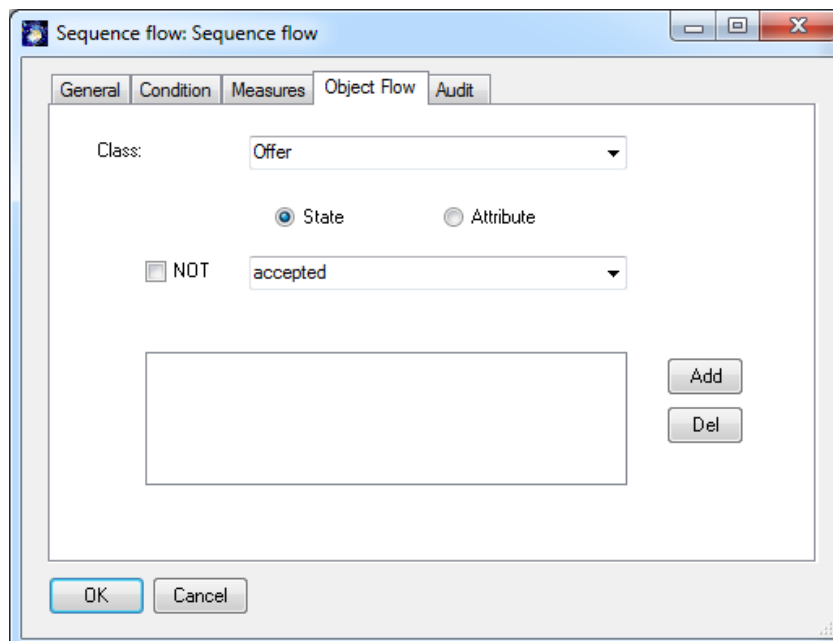 Sequence flow: Sequence flow
General Condition Measures Object Flow Audit
Class: Offer
State Attribute
NOT accepted
Add
Del
OK Cancel